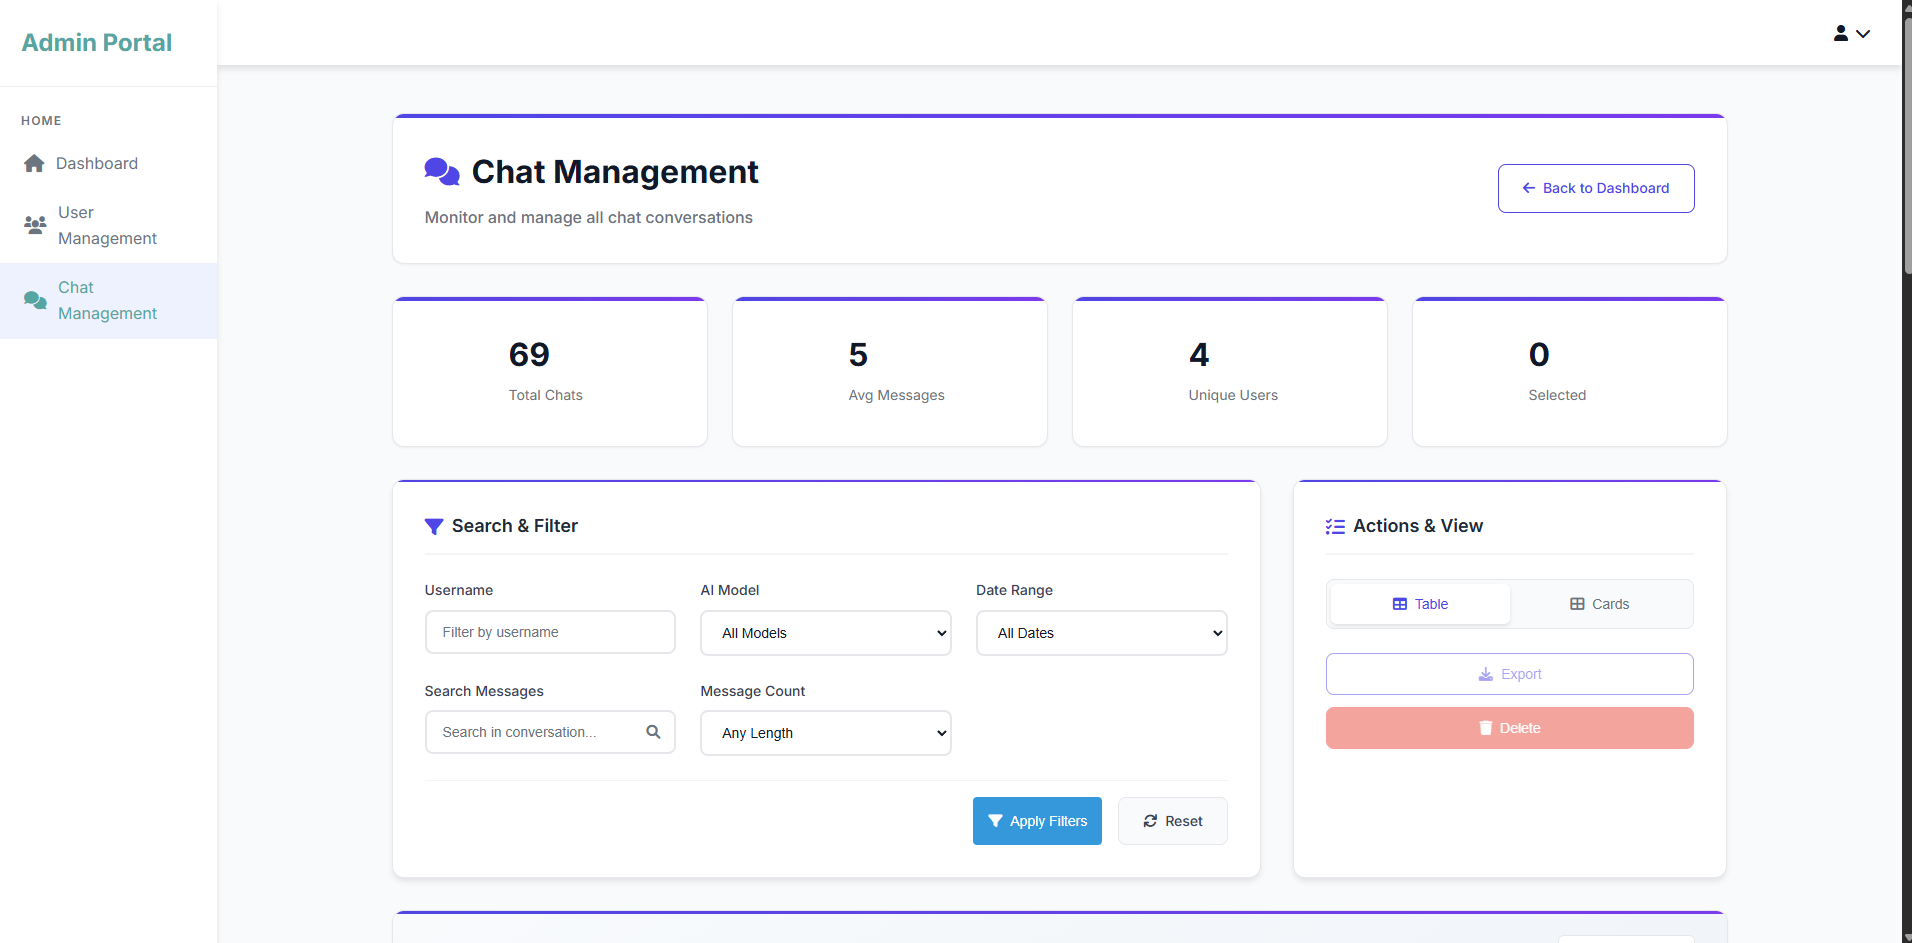 Admin Portal
HOME
Dashboard
User
Management
Chat
Management
Chat Management
Monitor and manage all chat conversations
Back to Dashboard
69
Total Chats
5
Avg Messages
4
Unique Users
0
Selected
Search & Filter
Username
AI Model
Date Range
Filter by username
All Models
All Dates
Search Messages
Message Count
Search in conversation...
Any Length
Apply Filters
Reset
Actions & View
Table
Cards
Export
Delete